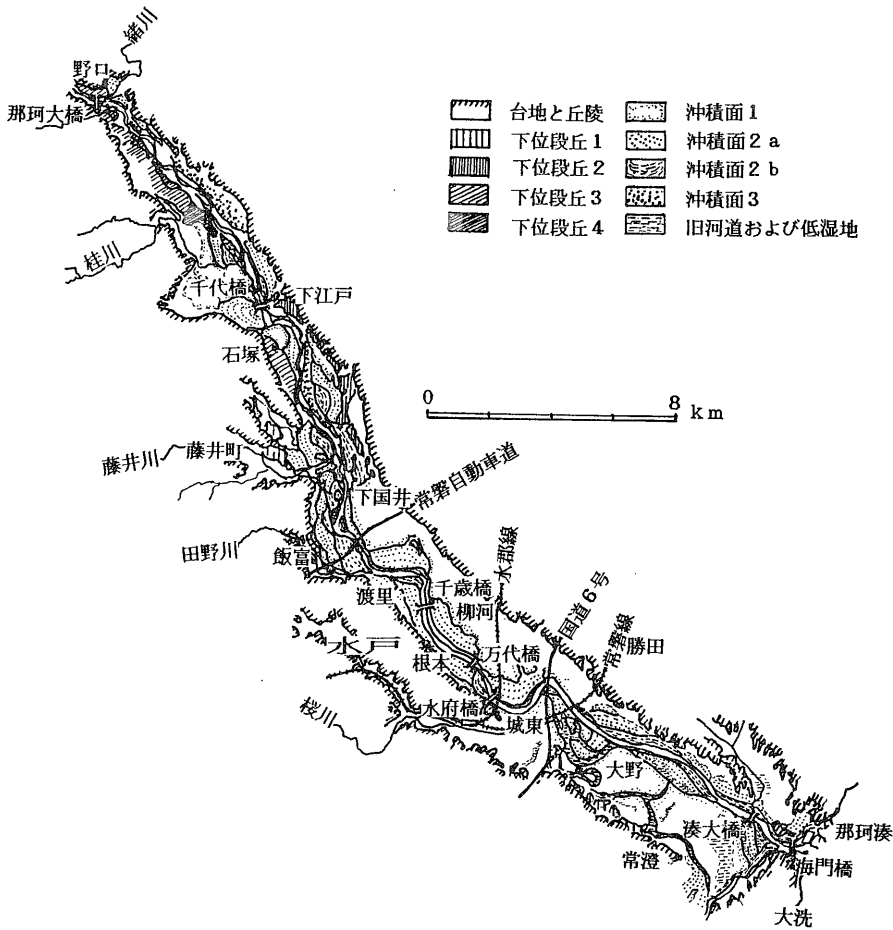 緒川
野口
那珂大橋
台地と丘陵
下位段丘1
下位段丘2
下位段丘3
下位段丘4
沖積面1
沖積面2a
沖積面2b
沖積面3
旧河道および低湿地
桂川
千代橋
下江戸
石塚
0 8 km
藤井川
藤井町
下国井
常磐自動車道
田野川
飯富
渡里
水郡線
千歳橋
柳河
国道6号
常磐線
勝田
水戸
根本
万代橋
桜川
水府橋
城東
大野
湊大橋
那珂湊
常澄
海門橋
大洗